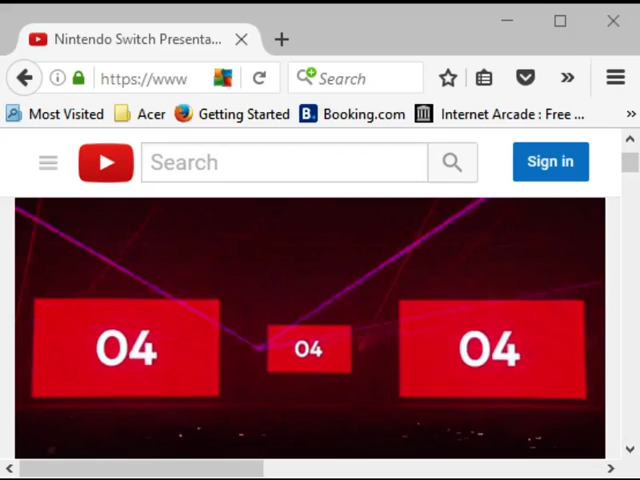 Nintendo Switch Presenta...
https://www
Search
Most Visited Acer Getting Started B. Booking.com Internet Arcade : Free ...
Search Sign in
04 04 04